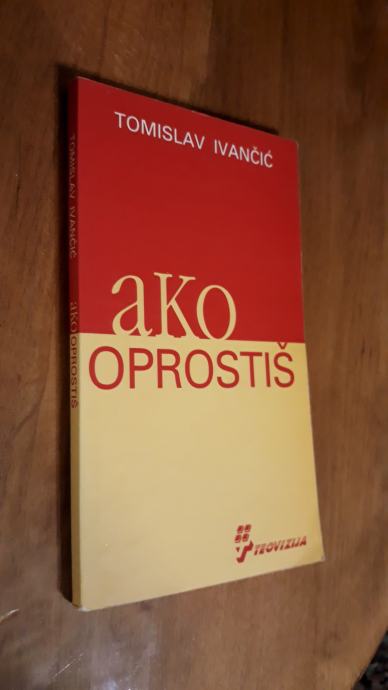 TOMISLAV IVANČIĆ
aKO
OPROSTIŠ
TEOVIZIJA
TOMISLAV IVANČIĆ aKO OPROSTIŠ